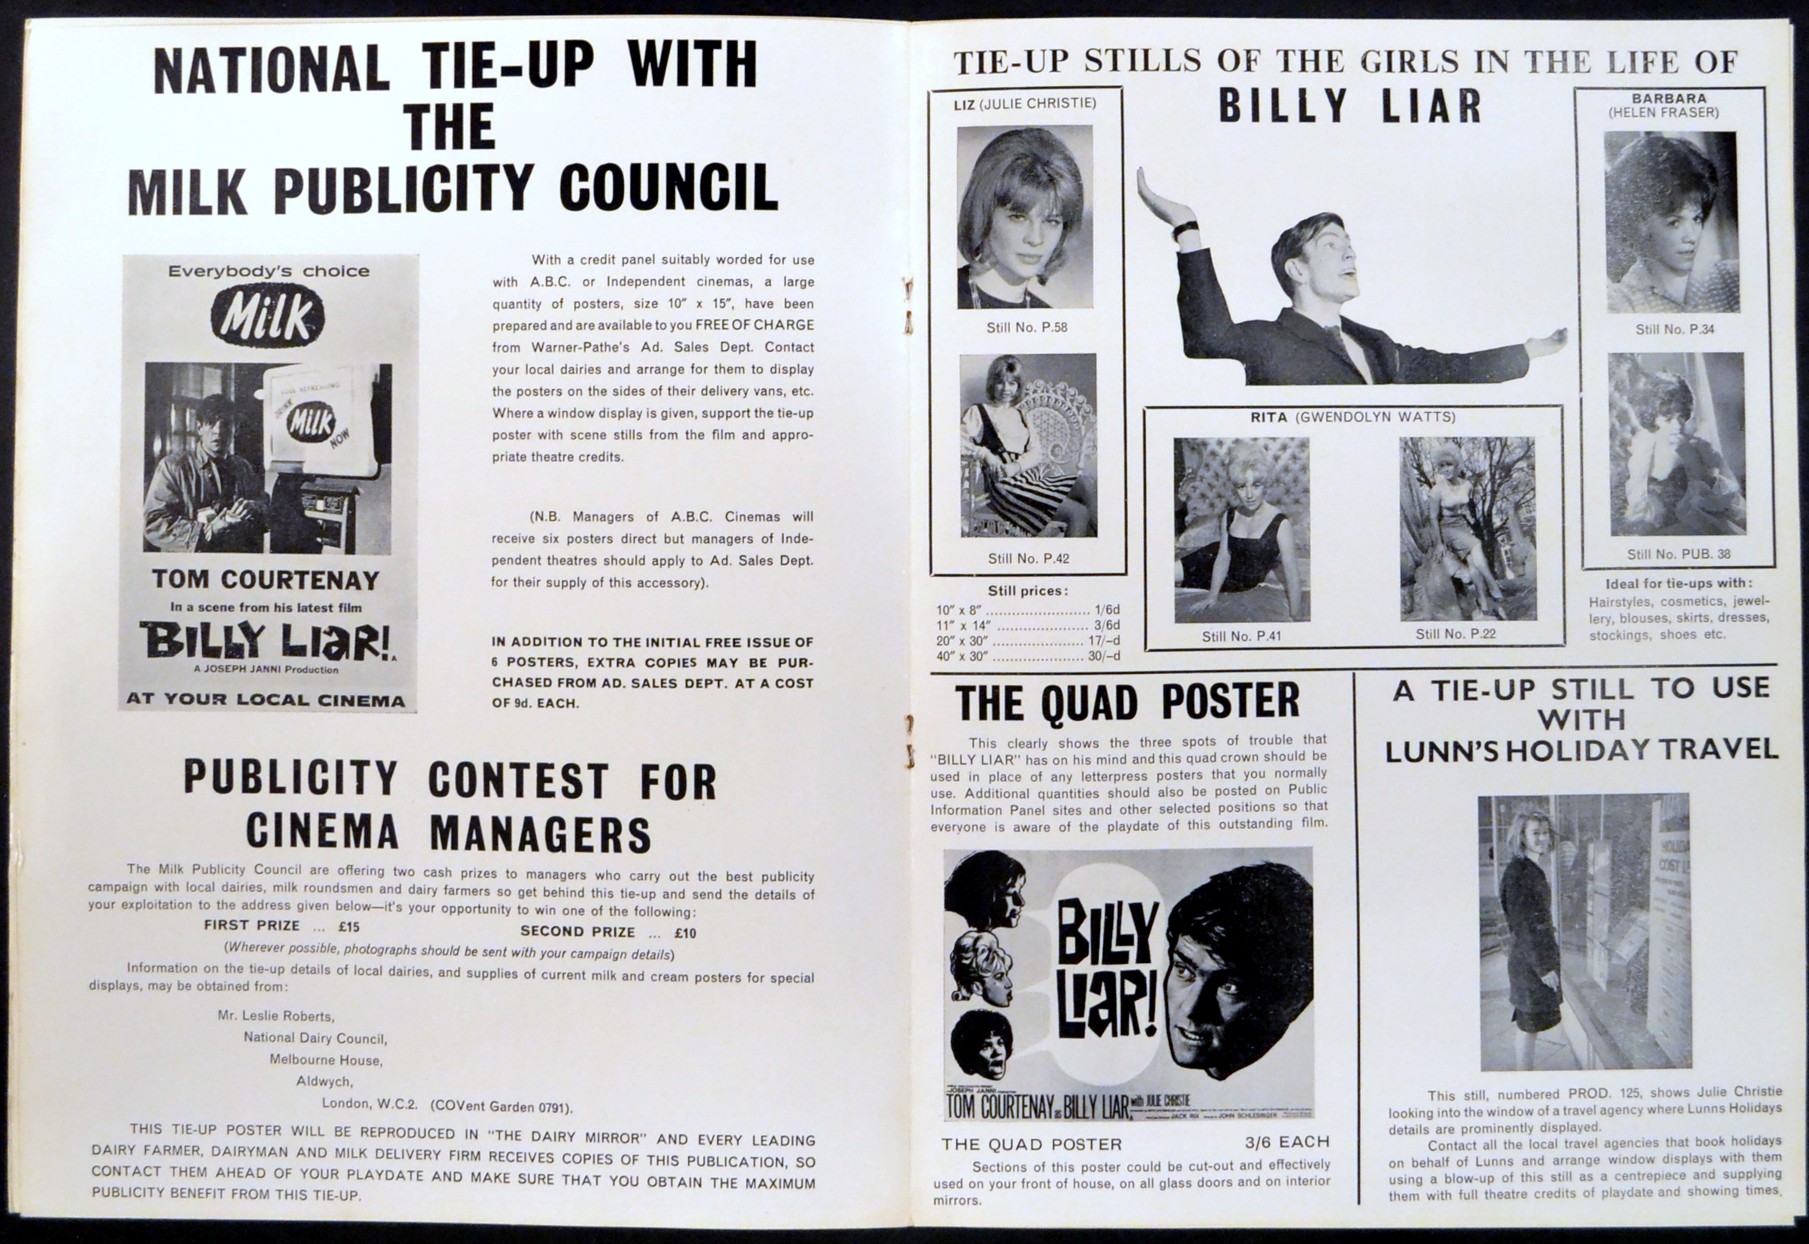 NATIONAL TIE-UP WITH
THE
MILK PUBLICITY COUNCIL
Everybody's choice
Milk
DRINK
Milk
NOW
TOM COURTENAY
In a scene from his latest film
BILLY LIAR!
A JOSEPH JANNI Production
AT YOUR LOCAL CINEMA
With a credit panel suitably worded for use
with A.B.C. or Independent cinemas, a large
quantity of posters, size 10" x 15", have been
prepared and are available to you FREE OF CHARGE
from Warner-Pathe's Ad. Sales Dept. Contact
your local dairies and arrange for them to display
the posters on the sides of their delivery vans, etc.
Where a window display is given, support the tie-up
poster with scene stills from the film and appro-
priate theatre credits.
(N.B. Managers of A.B.C. Cinemas will
receive six posters direct but managers of Inde-
pendent theatres should apply to Ad. Sales Dept.
for their supply of this accessory).
IN ADDITION TO THE INITIAL FREE ISSUE OF
6 POSTERS, EXTRA COPIES MAY BE PUR-
CHASED FROM AD. SALES DEPT. AT A COST
OF 9d. EACH.
PUBLICITY CONTEST FOR
CINEMA MANAGERS
The Milk Publicity Council are offering two cash prizes to managers who carry out the best publicity
campaign with local dairies, milk roundsmen and dairy farmers so get behind this tie-up and send the details of
your exploitation to the address given below—it's your opportunity to win one of the following:
FIRST PRIZE ... £15 SECOND PRIZE ... £10
(Wherever possible, photographs should be sent with your campaign details)
Information on the tie-up details of local dairies, and supplies of current milk and cream posters for special
displays, may be obtained from:
Mr. Leslie Roberts,
National Dairy Council,
Melbourne House,
Aldwych,
London, W.C.2. (COVent Garden 0791).
THIS TIE-UP POSTER WILL BE REPRODUCED IN "THE DAIRY MIRROR" AND EVERY LEADING
DAIRY FARMER, DAIRYMAN AND MILK DELIVERY FIRM RECEIVES COPIES OF THIS PUBLICATION, SO
CONTACT THEM AHEAD OF YOUR PLAYDATE AND MAKE SURE THAT YOU OBTAIN THE MAXIMUM
PUBLICITY BENEFIT FROM THIS TIE-UP.
TIE-UP STILLS OF THE GIRLS IN THE LIFE OF
BILLY LIAR
LIZ (JULIE CHRISTIE)
Still No. P.58
Still No. P.42
BARBARA
(HELEN FRASER)
Still No. P.34
Still No. PUB. 38
RITA (GWENDOLYN WATTS)
Still No. P.41
Still No. P.22
Still prices:
10" x 8" ......................... 1/6d
11" x 14" ....................... 3/6d
20" x 30" ....................... 17/-d
40" x 30" ....................... 30/-d
Ideal for tie-ups with:
Hairstyles, cosmetics, jewel-
lery, blouses, skirts, dresses,
stockings, shoes etc.
THE QUAD POSTER
This clearly shows the three spots of trouble that
"BILLY LIAR" has on his mind and this quad crown should be
used in place of any letterpress posters that you normally
use. Additional quantities should also be posted on Public
Information Panel sites and other selected positions so that
everyone is aware of the playdate of this outstanding film.
BILLY
LIAR!
JOSEPH JANNI
TOM COURTENAY as BILLY LIAR with JULIE CHRISTIE
JACK RIX JOHN SCHLESINGER
THE QUAD POSTER 3/6 EACH
Sections of this poster could be cut-out and effectively
used on your front of house, on all glass doors and on interior
mirrors.
A TIE-UP STILL TO USE
WITH
LUNN'S HOLIDAY TRAVEL
This still, numbered PROD. 125, shows Julie Christie
looking into the window of a travel agency where Lunns Holidays
details are prominently displayed.
Contact all the local travel agencies that book holidays
on behalf of Lunns and arrange window displays with them
using a blow-up of this still as a centrepiece and supplying
them with full theatre credits of playdate and showing times.